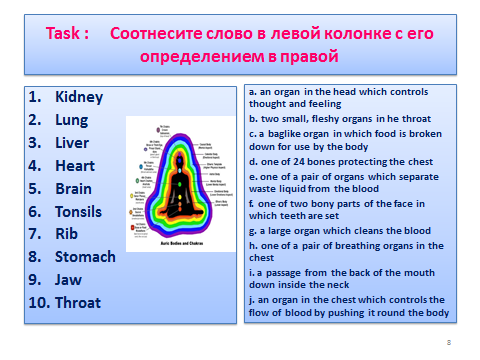 Task :     Соотнесите слово в левой колонке с его
определением в правой
1. Kidney
2. Lung
3. Liver
4. Heart
5. Brain
6. Tonsils
7. Rib
8. Stomach
9. Jaw
10. Throat
Auric Bodies and Chakras
a. an organ in the head which controls
thought and feeling
b. two small, fleshy organs in he throat
c. a baglike organ in which food is broken
down for use by the body
d. one of 24 bones protecting the chest
e. one of a pair of organs which separate
waste liquid from the blood
f. one of two bony parts of the face in
which teeth are set
g. a large organ which cleans the blood
h. one of a pair of breathing organs in the
chest
i. a passage from the back of the mouth
down inside the neck
j. an organ in the chest which controls the
flow of blood by pushing it round the body
8